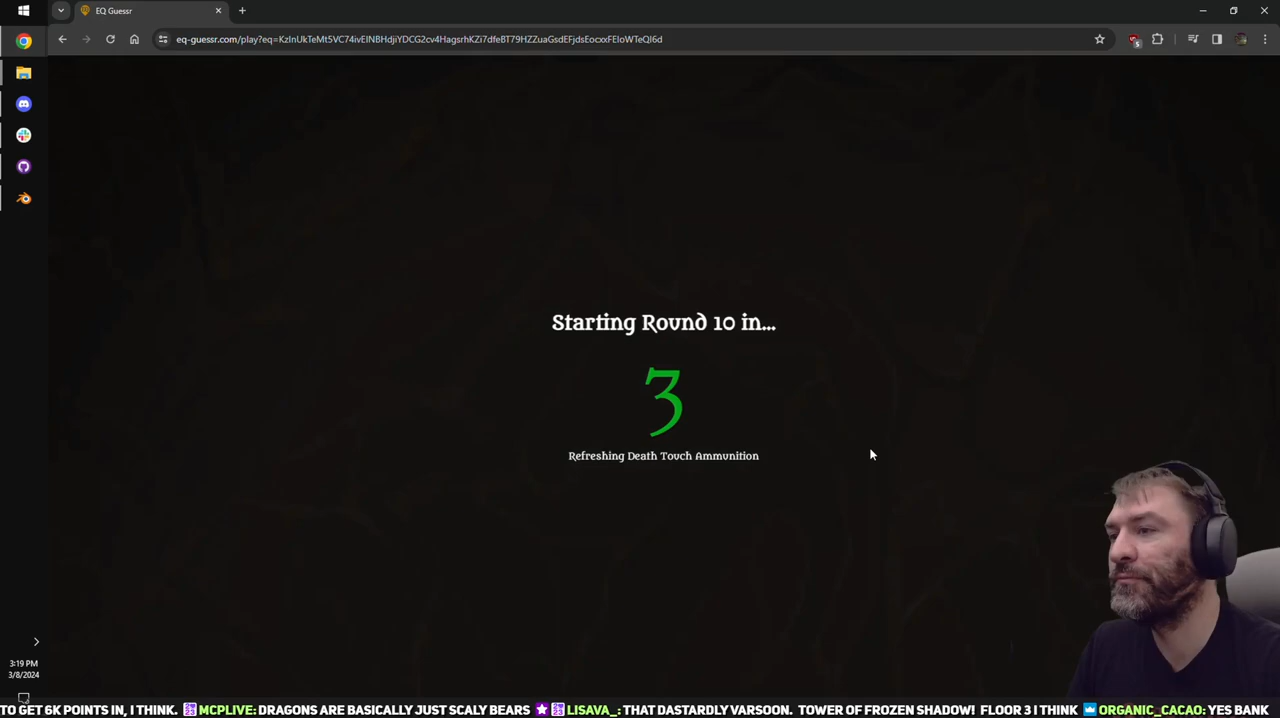 EQ Guessr
eq-guessr.com/play?eq=KzlnUkTeMt5VC74ivElNBHdjiYDCG2cv4HagsrhKZi7dfeBT79HZZuaGsdEFjdsEocxxFEloWTeQl6d
Starting Round 10 in...
3
Refreshing Death Touch Ammunition
3:19 PM
3/8/2024
TO GET 6K POINTS IN, I THINK. MCPLIVE: DRAGONS ARE BASICALLY JUST SCALY BEARS LISAVA_: THAT DASTARDLY VARSOON. TOWER OF FROZEN SHADOW! FLOOR 3 I THINK ORGANIC_CACAO: YES BANK